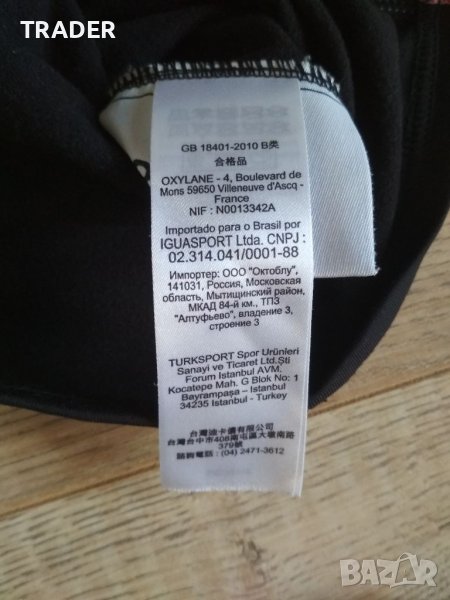 TRADER
GB 18401-2010 B类
合格品
OXYLANE - 4, Boulevard de
Mons 59650 Villeneuve d'Ascq -
France
NIF : N0013342A
Importado para o Brasil por
IGUASPORT Ltda. CNPJ :
02.314.041/0001-88
Импортер: ООО "Октоблу",
141031, Россия, Московская
область, Мытищинский район,
МКАД 84-й км., ТПЗ
"Алтуфьево", владение 3,
строение 3
TURKSPORT Spor Urünleri
Sanayi ve Ticaret Ltd.Şti
Forum Istanbul AVM.
Kocatepe Mah. G Blok No: 1
Bayrampaşa – Istanbul
34235 Istanbul - Turkey
台灣迪卡儂有限公司
台灣台中市408南屯區大墩南路
379號
諮詢電話 : (04) 2471-3612
BAZAR